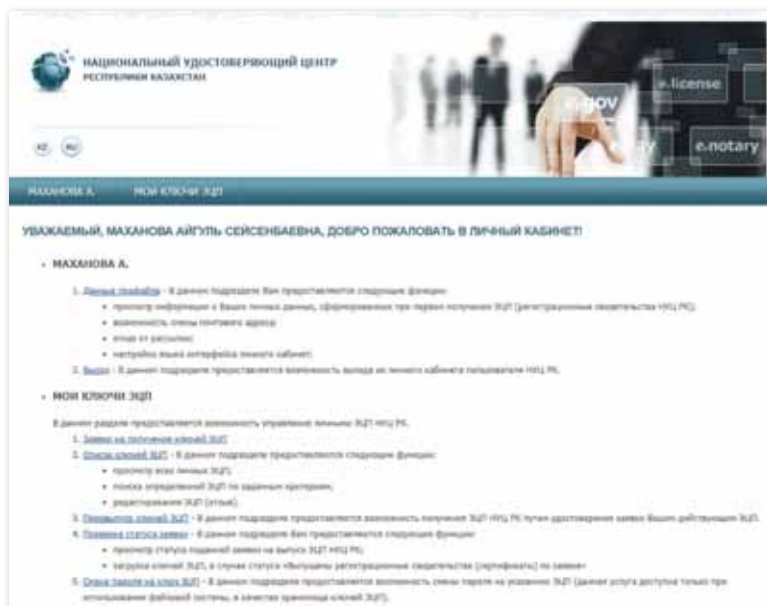 НАЦИОНАЛЬНЫЙ УДОСТОВЕРЯЮЩИЙ ЦЕНТР
РЕСПУБЛИКИ КАЗАХСТАН
e.gov
e.license
e.notary
KZ RU
МАХАНОВА А. МОИ КЛЮЧИ ЭЦП
УВАЖАЕМЫЙ, МАХАНОВА АЙГУЛЬ СЕЙСЕНБАЕВНА, ДОБРО ПОЖАЛОВАТЬ В ЛИЧНЫЙ КАБИНЕТ!
• МАХАНОВА А.
1. Данные профайла - В данном подразделе Вам предоставляются следующие функции:
• просмотр информации о Ваших личных данных, сформированных при первом получении ЭЦП (регистрационные свидетельства НУЦ РК);
• возможность смены почтового адреса;
• отказ от рассылки;
• настройка языка интерфейса личного кабинет;
2. Выход - В данном подразделе предоставляется возможность выхода из личного кабинета пользователя НУЦ РК.
• МОИ КЛЮЧИ ЭЦП
В данном разделе предоставляется возможность управления личными ЭЦП НУЦ РК.
1. Заявка на получение ключей ЭЦП
2. Список ключей ЭЦП - В данном подразделе предоставляются следующие функции:
• просмотр всех личных ЭЦП;
• поиска определенной ЭЦП по заданным критериям;
• редактирования ЭЦП (отзыв).
3. Перевыпуск ключей ЭЦП - В данном подразделе предоставляется возможность получения ЭЦП НУЦ РК путем удостоверения заявки Вашим действующим ЭЦП.
4. Проверка статуса заявки - В данном подразделе Вам предоставляются следующие функции:
• просмотр статуса поданной заявки на выпуск ЭЦП НУЦ РК;
• загрузка ключей ЭЦП, в случае статуса «Выпущены регистрационные свидетельства (сертификаты) по заявке»
5. Смена пароля на ключ ЭЦП - В данном подразделе предоставляется возможность смены пароля на указанную ЭЦП (данная услуга доступна только при
использовании файловой системы, в качестве хранилища ключей ЭЦП).